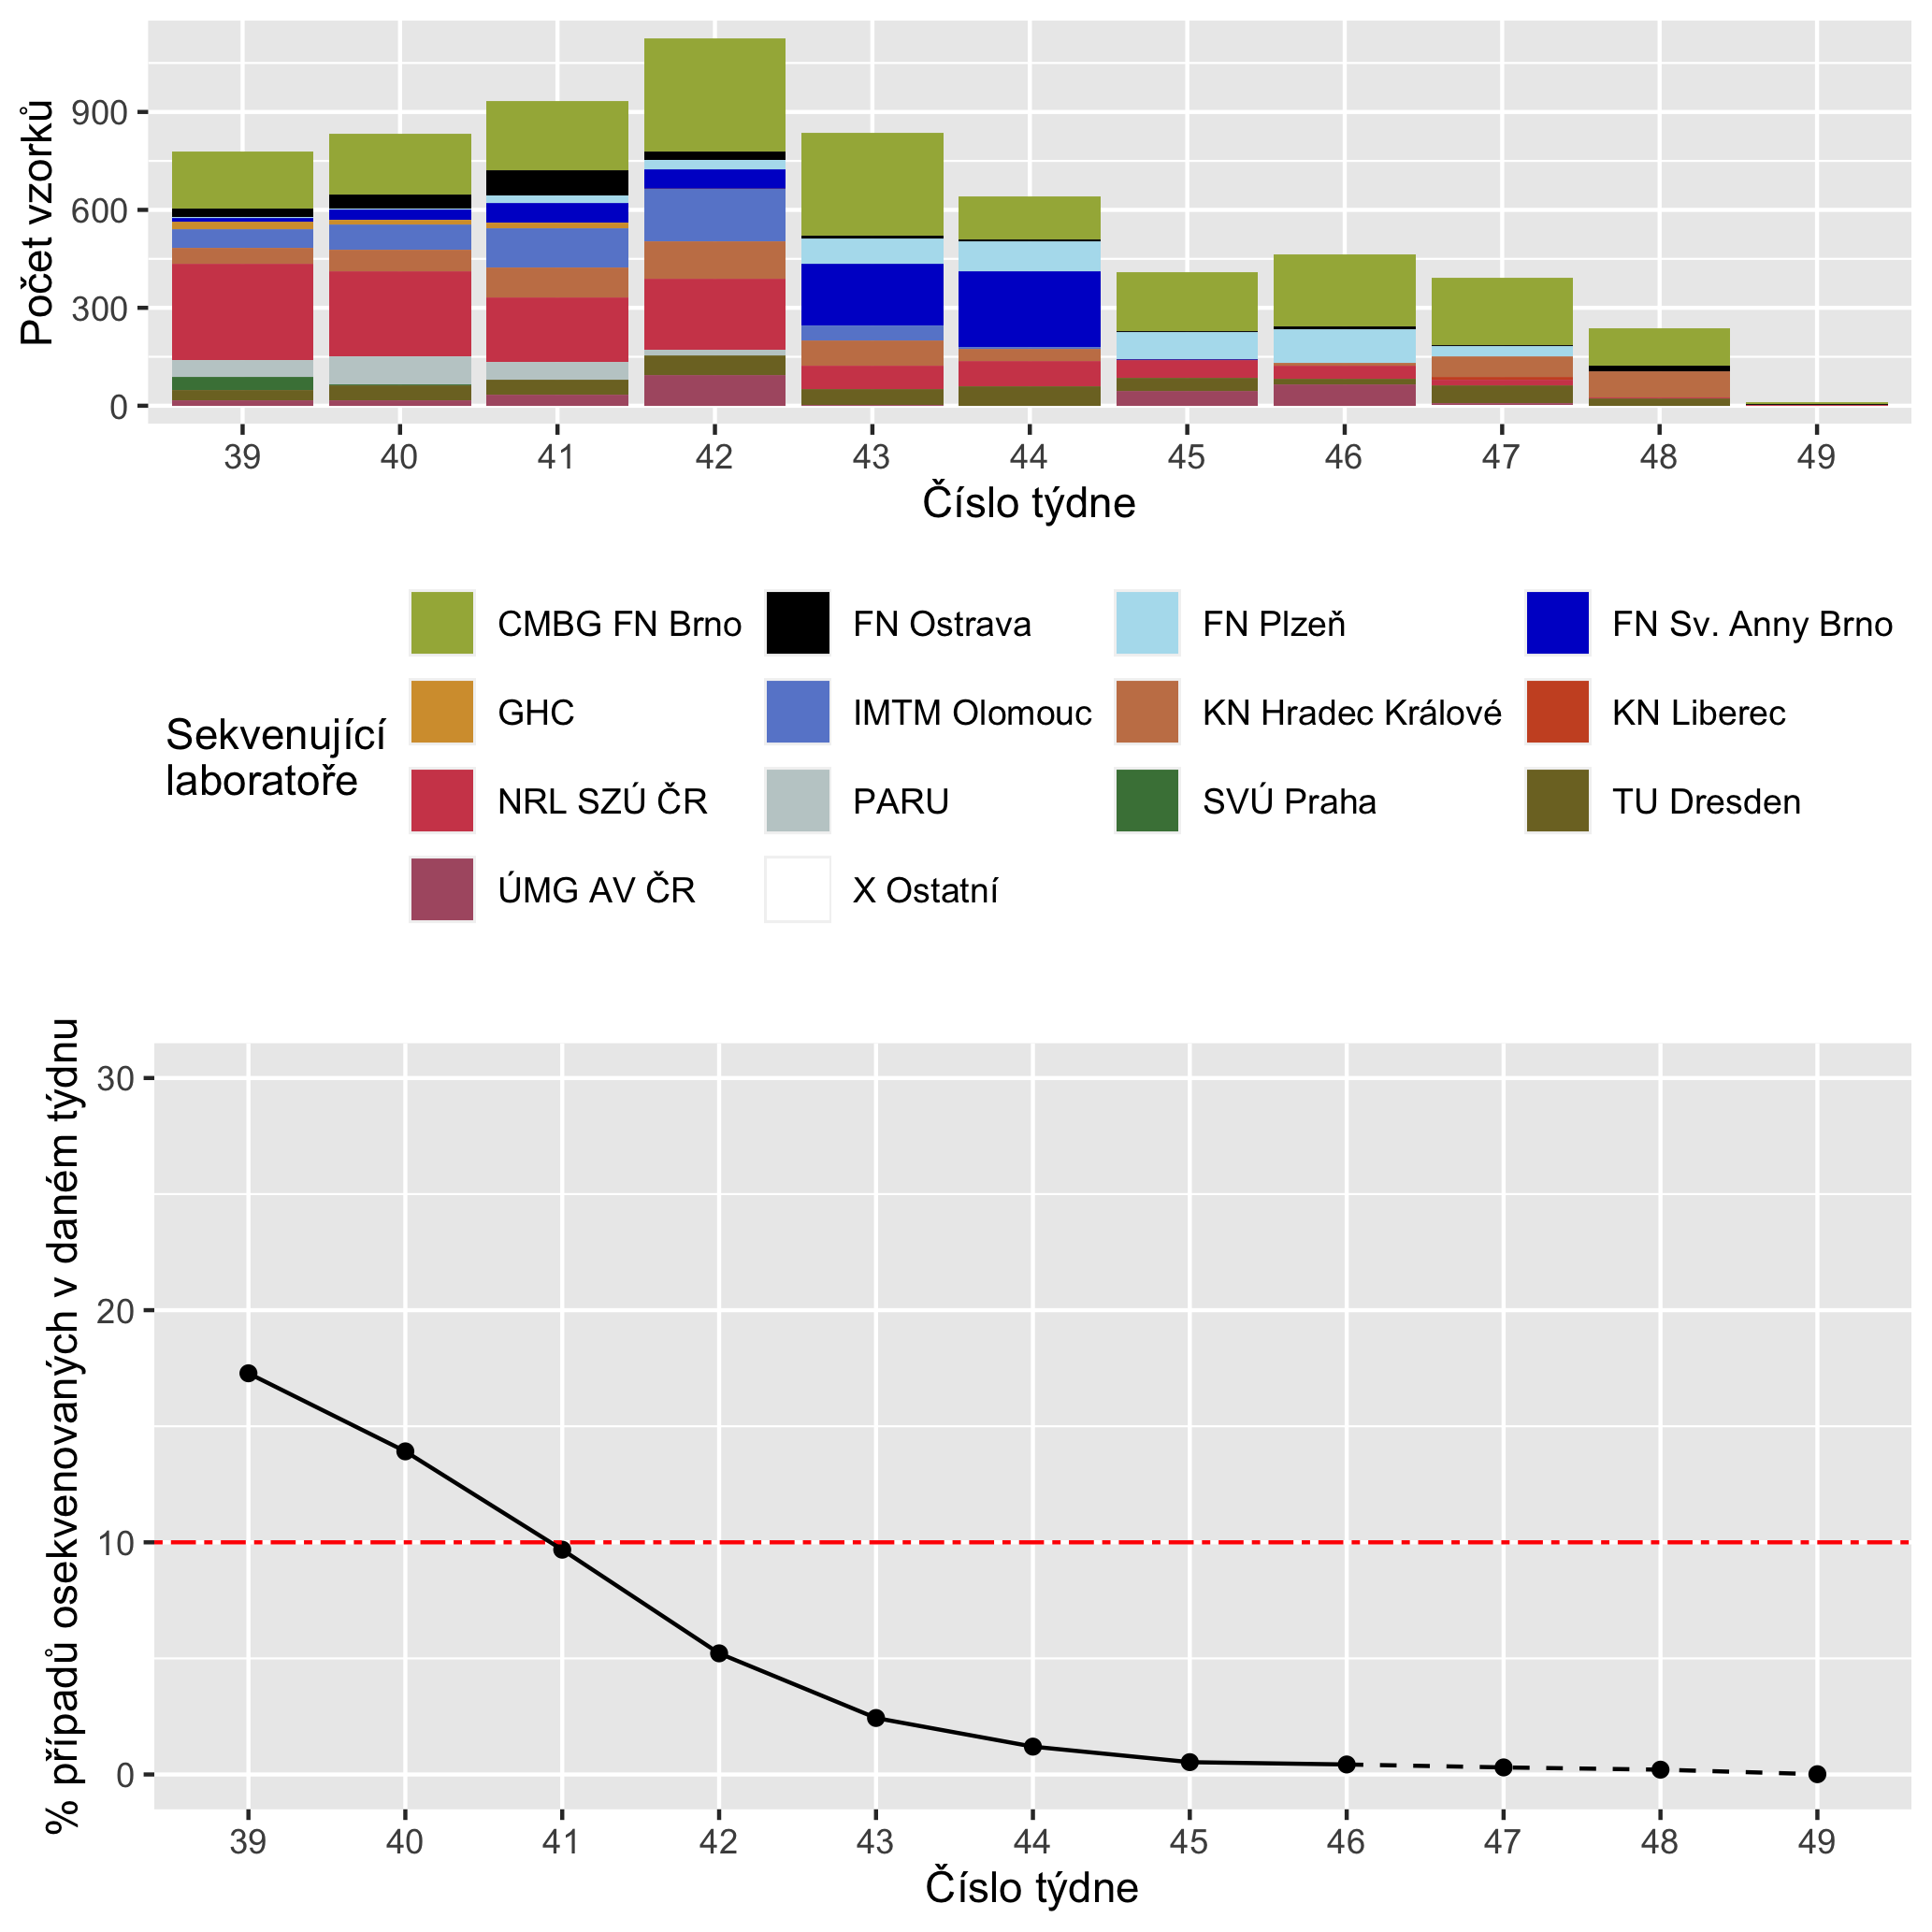 Počet vzorků
900
600
300
0
39 40 41 42 43 44 45 46 47 48 49
Číslo týdne
Sekvenující
laboratoře
CMBG FN Brno FN Ostrava FN Plzeň FN Sv. Anny Brno
GHC IMTM Olomouc KN Hradec Králové KN Liberec
NRL SZÚ ČR PARU SVÚ Praha TU Dresden
ÚMG AV ČR X Ostatní
% případů osekvenovaných v daném týdnu
30
20
10
0
39 40 41 42 43 44 45 46 47 48 49
Číslo týdne